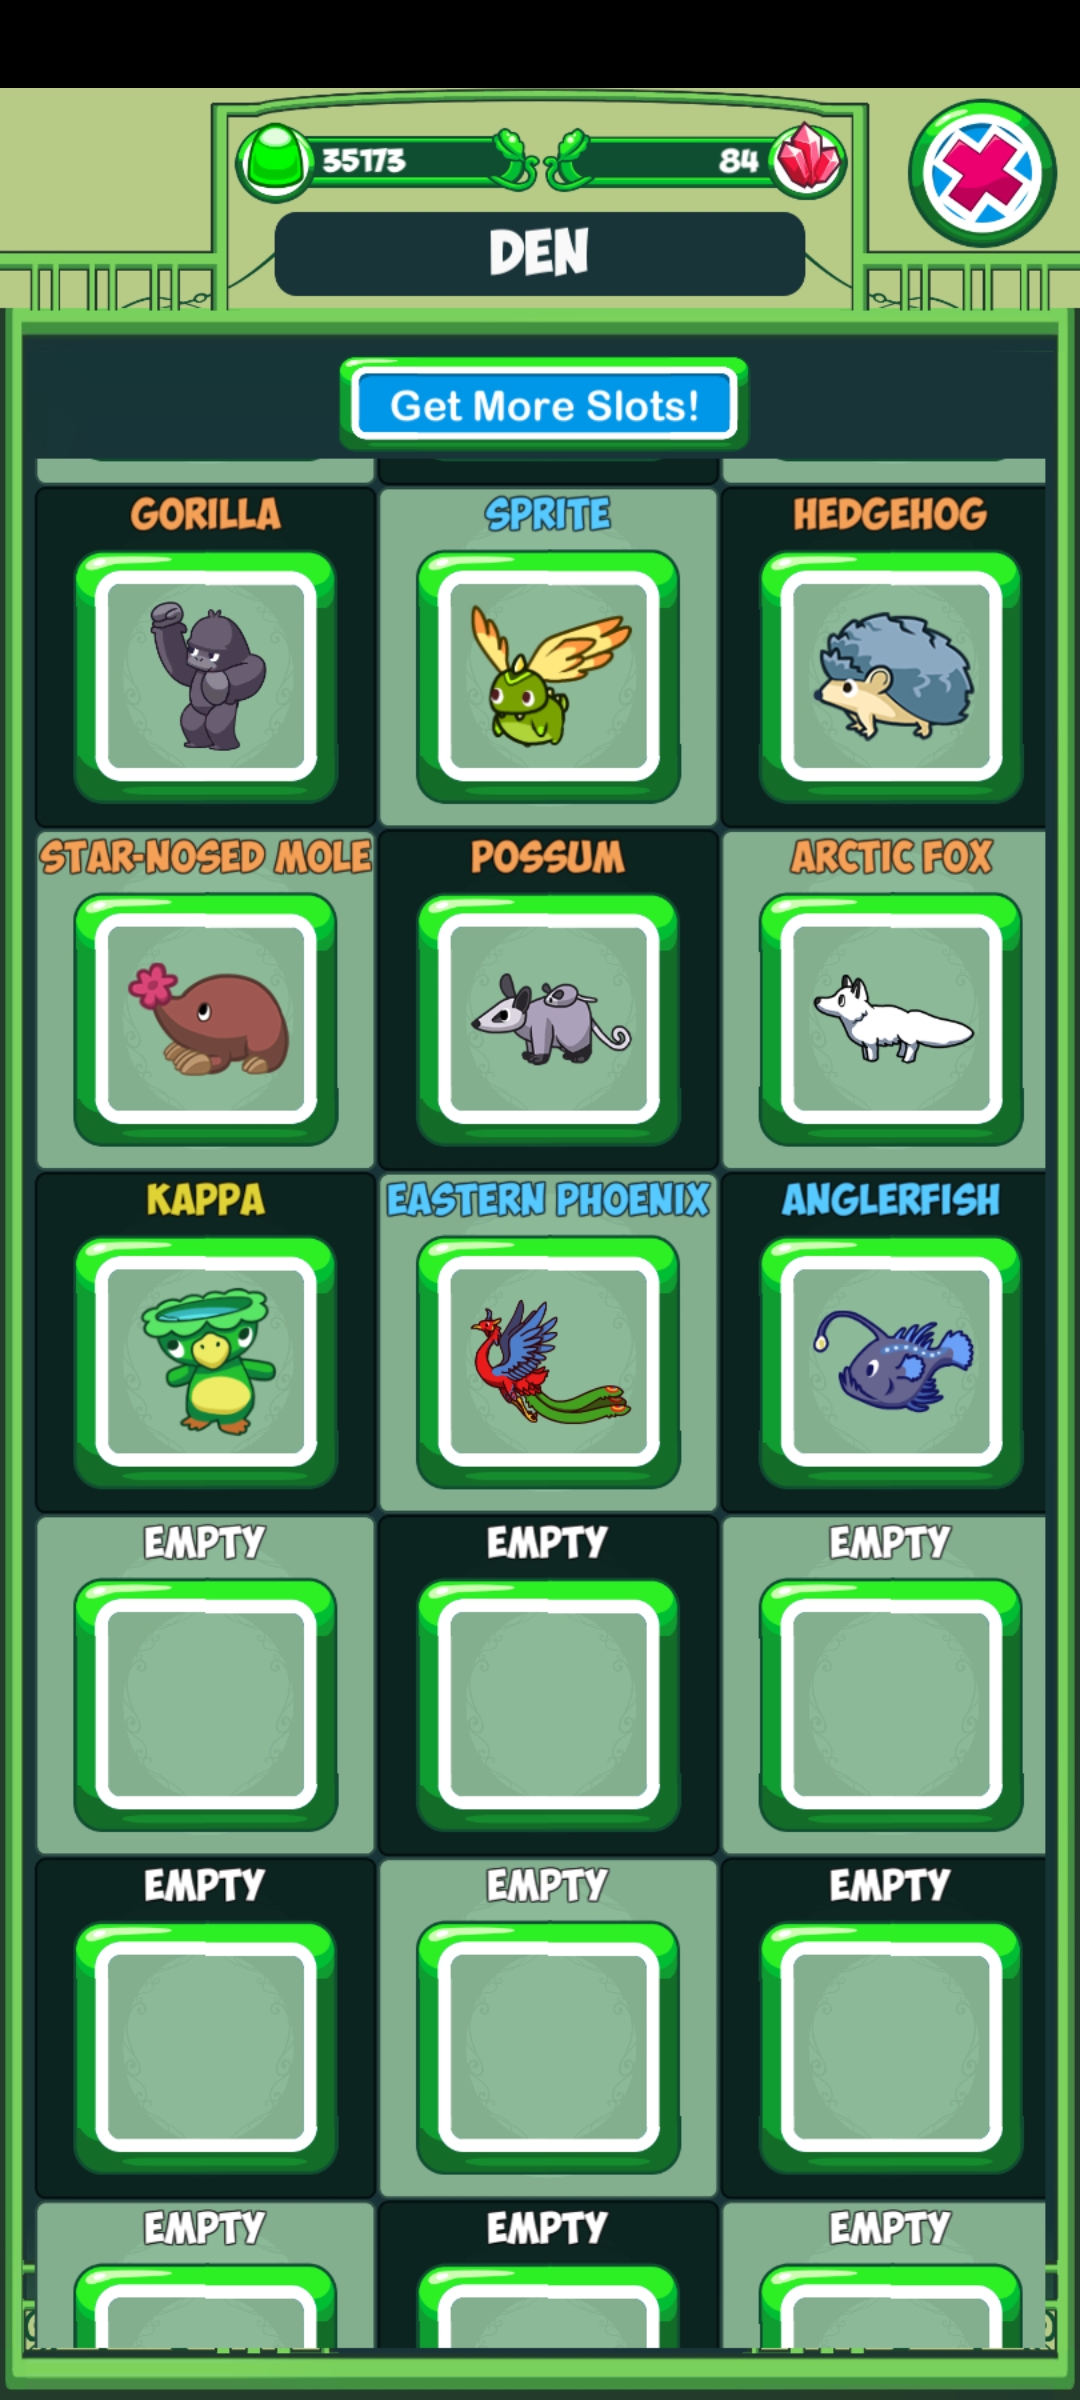 35173 84
DEN
Get More Slots!
GORILLA SPRITE HEDGEHOG
STAR-NOSED MOLE POSSUM ARCTIC FOX
KAPPA EASTERN PHOENIX ANGLERFISH
EMPTY EMPTY EMPTY
EMPTY EMPTY EMPTY
EMPTY EMPTY EMPTY